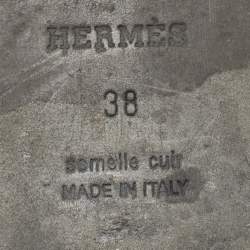 HERMÈS
38
semelle cuir
MADE IN ITALY